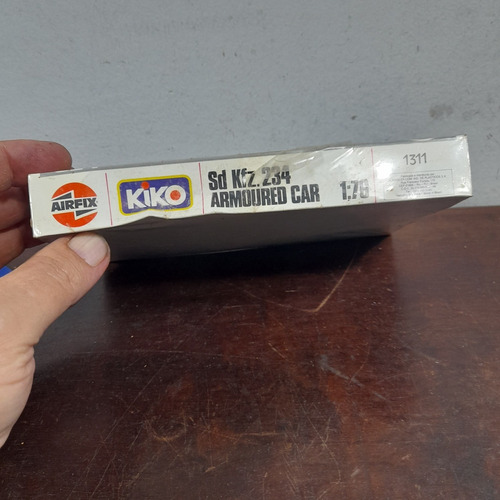 AIRFIX
KIKO
Sd Kfz. 234
ARMOURED CAR
1:76
1311